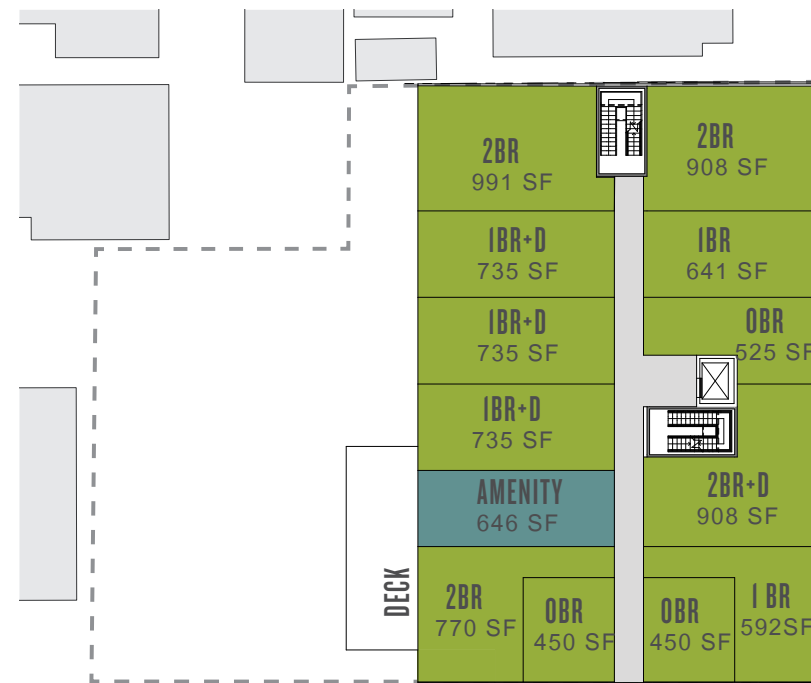 2BR
991 SF
2BR
908 SF
1BR+D
735 SF
1BR
641 SF
1BR+D
735 SF
0BR
525 SF
1BR+D
735 SF
AMENITY
646 SF
2BR+D
908 SF
DECK
2BR
770 SF
0BR
450 SF
0BR
450 SF
1 BR
592SF